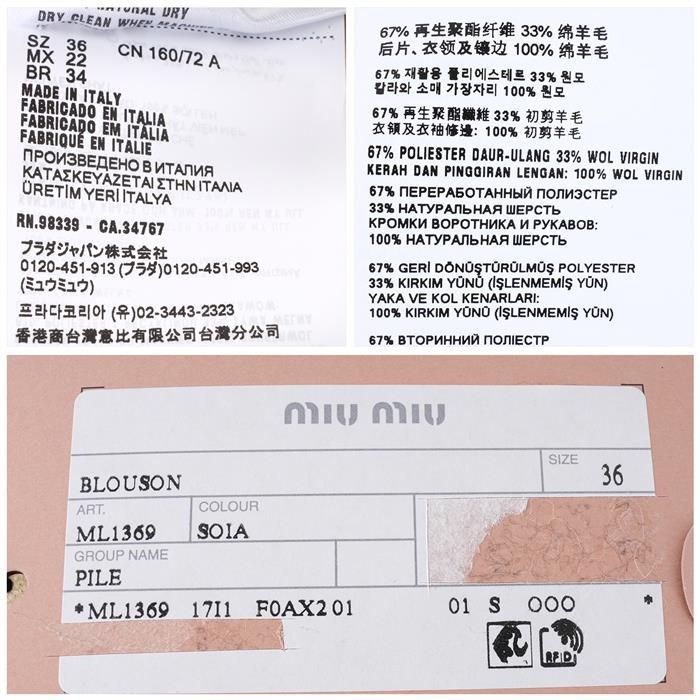 NATURAL DRY
DRY CLEAN WHEN MACHINE
SZ 36 CN 160/72 A
MX 22
BR 34
MADE IN ITALY
FABRICADO EN ITALIA
FABRICADO EM ITÁLIA
FABRIQUÉ EN ITALIE
ПРОИЗВЕДЕНО В ИТАЛИЯ
ΚΑΤΑΣΚΕΥΑΖΕΤΑΙ ΣΤΗΝ ΙΤΑΛΙΑ
ÜRETİM YERİ İTALYA
RN.98339 - CA.34767
プラダジャパン株式会社
0120-451-913 (プラダ)0120-451-993
(ミュウミュウ)
프라다코리아 (유) 02-3443-2323
香港商台灣意比有限公司台灣分公司
67% 再生聚酯纤维 33% 绵羊毛
后片、衣领及镶边 100% 绵羊毛
67% 재활용 폴리에스테르 33% 원모
칼라와 소매 가장자리 100% 원모
67% 再生聚酯纖維 33% 初剪羊毛
衣領及衣袖修邊: 100% 初剪羊毛
67% POLIESTER DAUR-ULANG 33% WOL VIRGIN
KERAH DAN PINGGIRAN LENGAN: 100% WOL VIRGIN
67% ПЕРЕРАБОТАННЫЙ ПОЛИЭСТЕР
33% НАТУРАЛЬНАЯ ШЕРСТЬ
КРОМКИ ВОРОТНИКА И РУКАВОВ:
100% НАТУРАЛЬНАЯ ШЕРСТЬ
67% GERİ DÖNÜŞTÜRÜLMÜŞ POLYESTER
33% KIRKIM YÜNÜ (İŞLENMEMİŞ YÜN)
YAKA VE KOL KENARLARI:
100% KIRKIM YÜNÜ (İŞLENMEMİŞ YÜN)
67% ВТОРИННИЙ ПОЛІЕСТР
miu miu
BLOUSON SIZE 36
ART. COLOUR
ML1369 SOIA
GROUP NAME
PILE
*ML1369 17I1 F0AX2 01 01 S OOO *
RFID